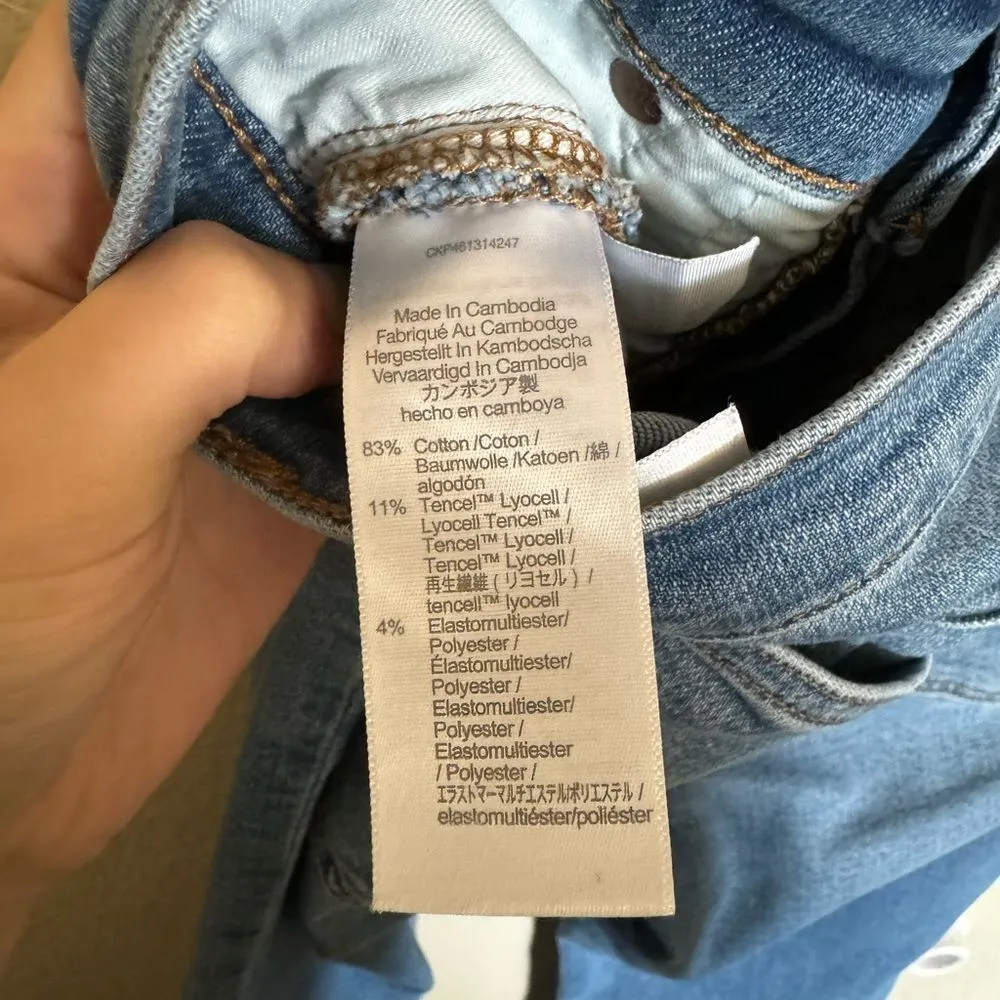 CKP461314247
Made In Cambodia
Fabriqué Au Cambodge
Hergestellt In Kambodscha
Vervaardigd In Cambodja
カンボジア製
hecho en camboya
83% Cotton /Coton /
Baumwolle /Katoen /綿 /
algodón
11% Tencel™ Lyocell /
Lyocell Tencel™ /
Tencel™ Lyocell /
Tencel™ Lyocell /
再生繊維 ( リヨセル ) /
tencell™ lyocell
4% Elastomultiester/
Polyester /
Élastomultiester/
Polyester /
Elastomultiester/
Polyester /
Elastomultiester
/ Polyester /
エラストマーマルチエステル/ポリエステル /
elastomultiéster/poliéster